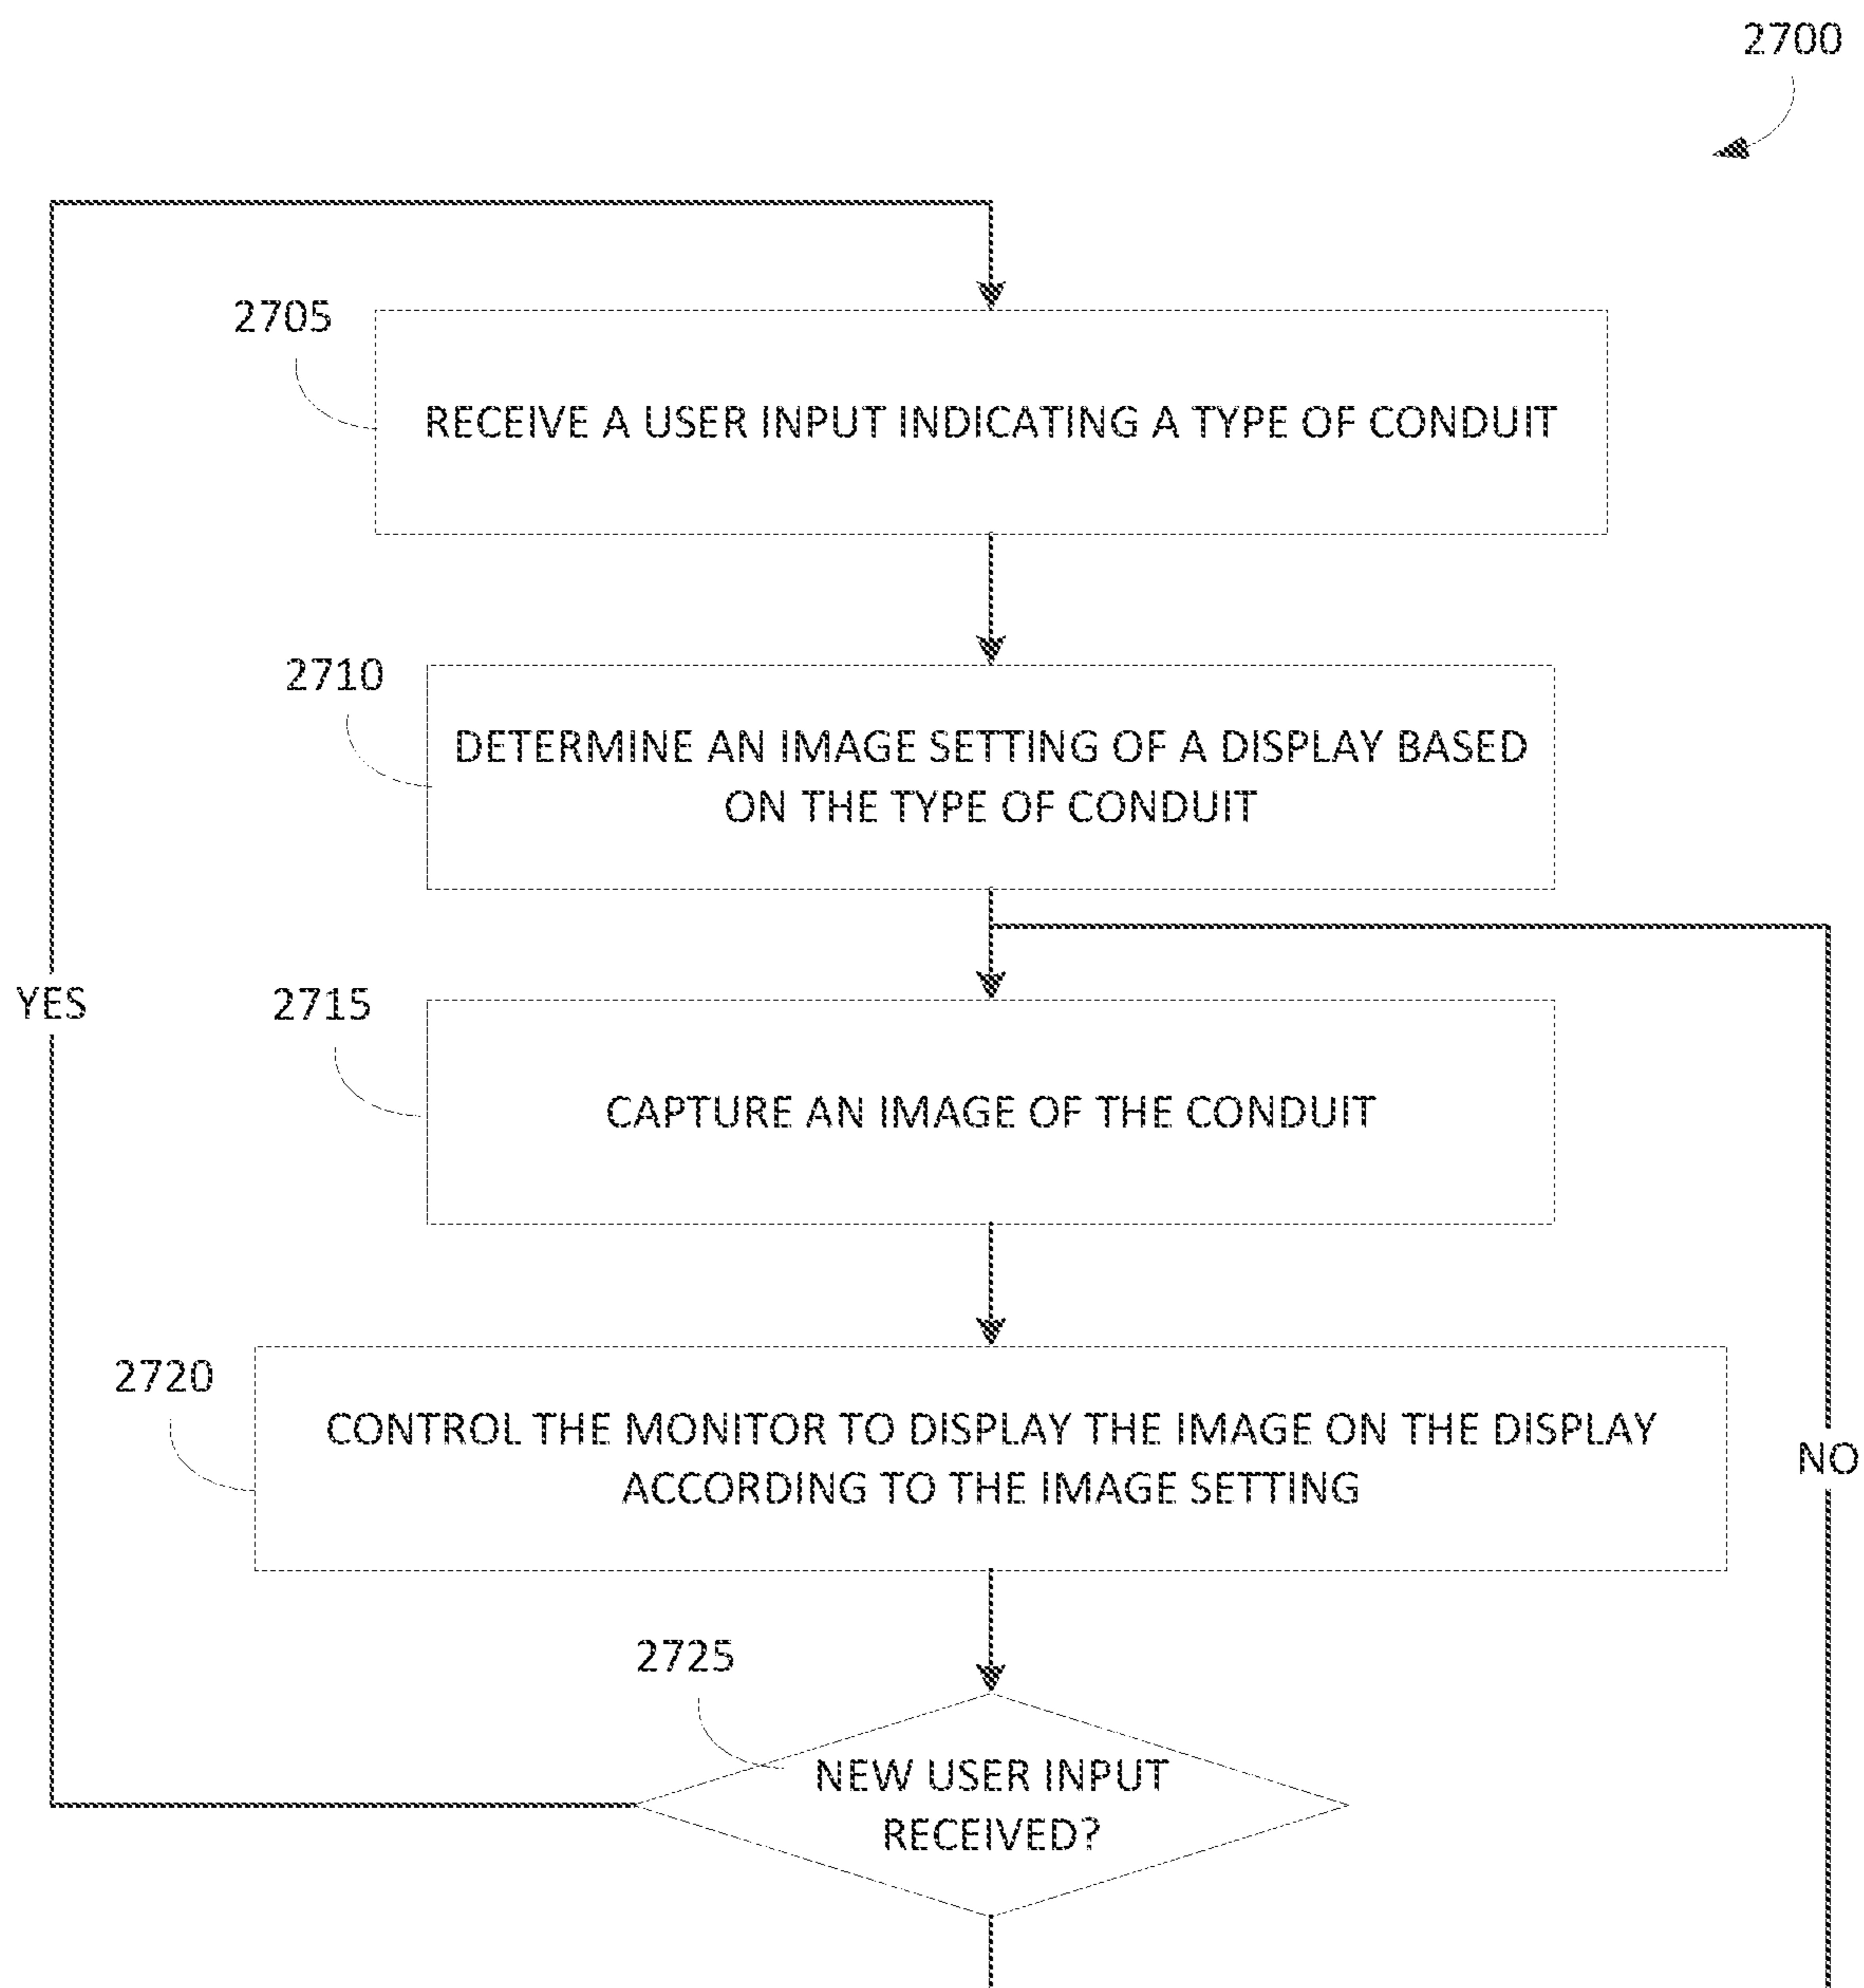 2700
2705
RECEIVE A USER INPUT INDICATING A TYPE OF CONDUIT
2710
DETERMINE AN IMAGE SETTING OF A DISPLAY BASED
ON THE TYPE OF CONDUIT
YES
2715
CAPTURE AN IMAGE OF THE CONDUIT
2720
CONTROL THE MONITOR TO DISPLAY THE IMAGE ON THE DISPLAY
ACCORDING TO THE IMAGE SETTING
NO
2725
NEW USER INPUT
RECEIVED?